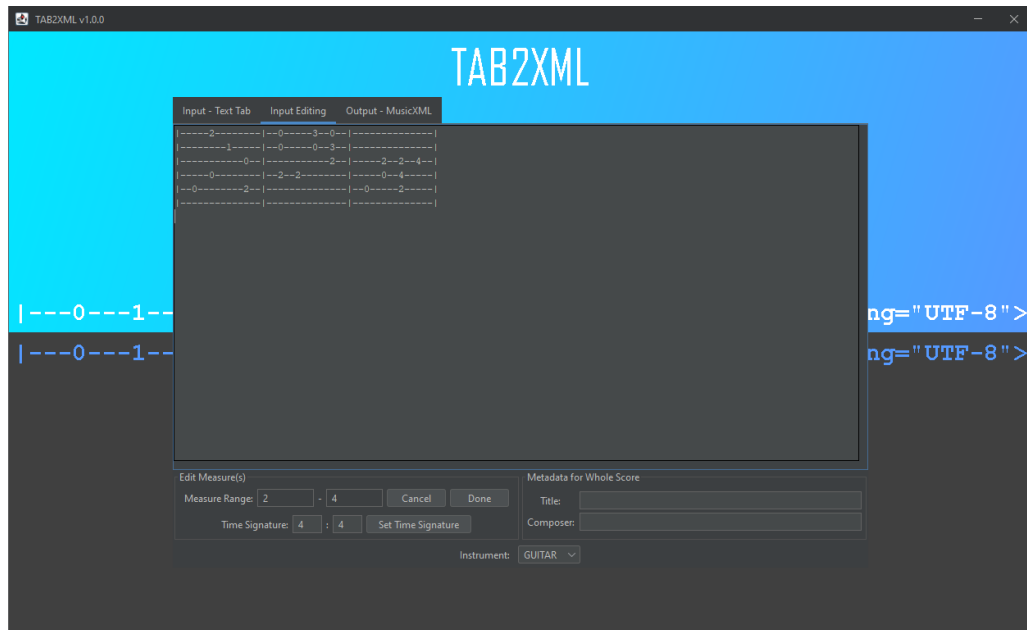 TAB2XML v1.0.0
TAB2XML
Input - Text Tab Input Editing Output - MusicXML
|-----2--------|--0-----3--0--|--------------|
|--------1-----|--0-----0--3--|--------------|
|-----------0--|-----------2--|-----2--2--4--|
|-----0--------|--2--2--------|-----0--4-----|
|--0--------2--|--------------|--0-----2-----|
|--------------|--------------|--------------|
|---0---1-- ng="UTF-8">
|---0---1-- ng="UTF-8">
Edit Measure(s) Metadata for Whole Score
Measure Range: 2 - 4 Cancel Done Title:
Time Signature: 4 : 4 Set Time Signature Composer:
Instrument: GUITAR